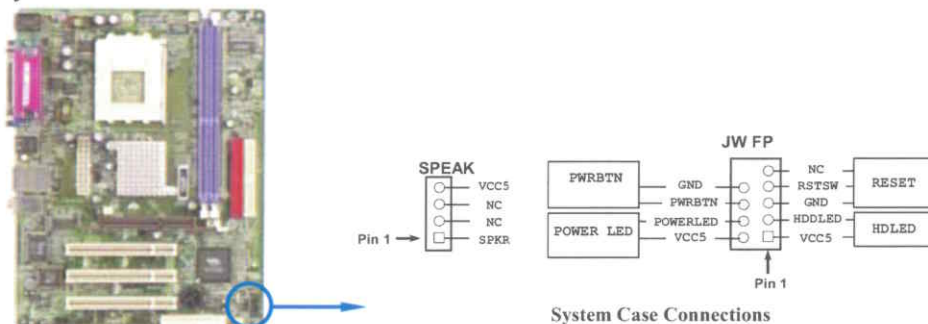 JW FP
SPEAK
VCC5
NC
NC
Pin 1
SPKR
PWRBTN
GND
PWRBTN
POWER LED
POWERLED
VCC5
NC
RSTSW
GND
HDDLED
VCC5
RESET
HDLED
Pin 1
System Case Connections